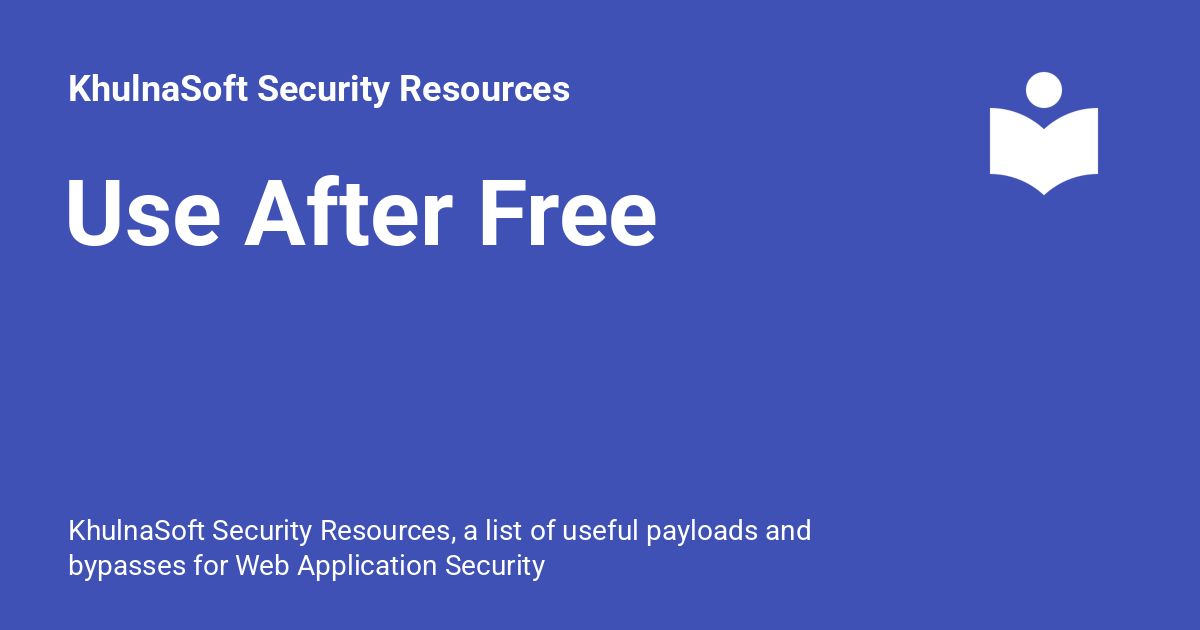 KhulnaSoft Security Resources
Use After Free
KhulnaSoft Security Resources, a list of useful payloads and
bypasses for Web Application Security